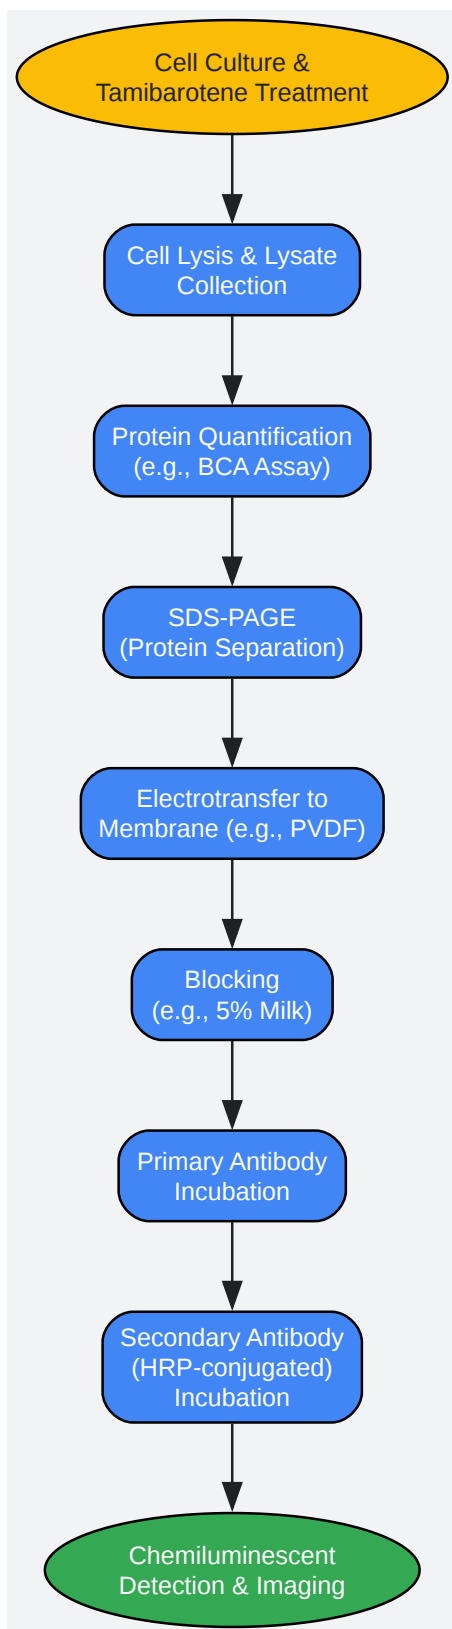 Cell Culture &
Tamibarotene Treatment
Cell Lysis & Lysate
Collection
Protein Quantification
(e.g., BCA Assay)
SDS-PAGE
(Protein Separation)
Electrotransfer to
Membrane (e.g., PVDF)
Blocking
(e.g., 5% Milk)
Primary Antibody
Incubation
Secondary Antibody
(HRP-conjugated)
Incubation
Chemiluminescent
Detection & Imaging